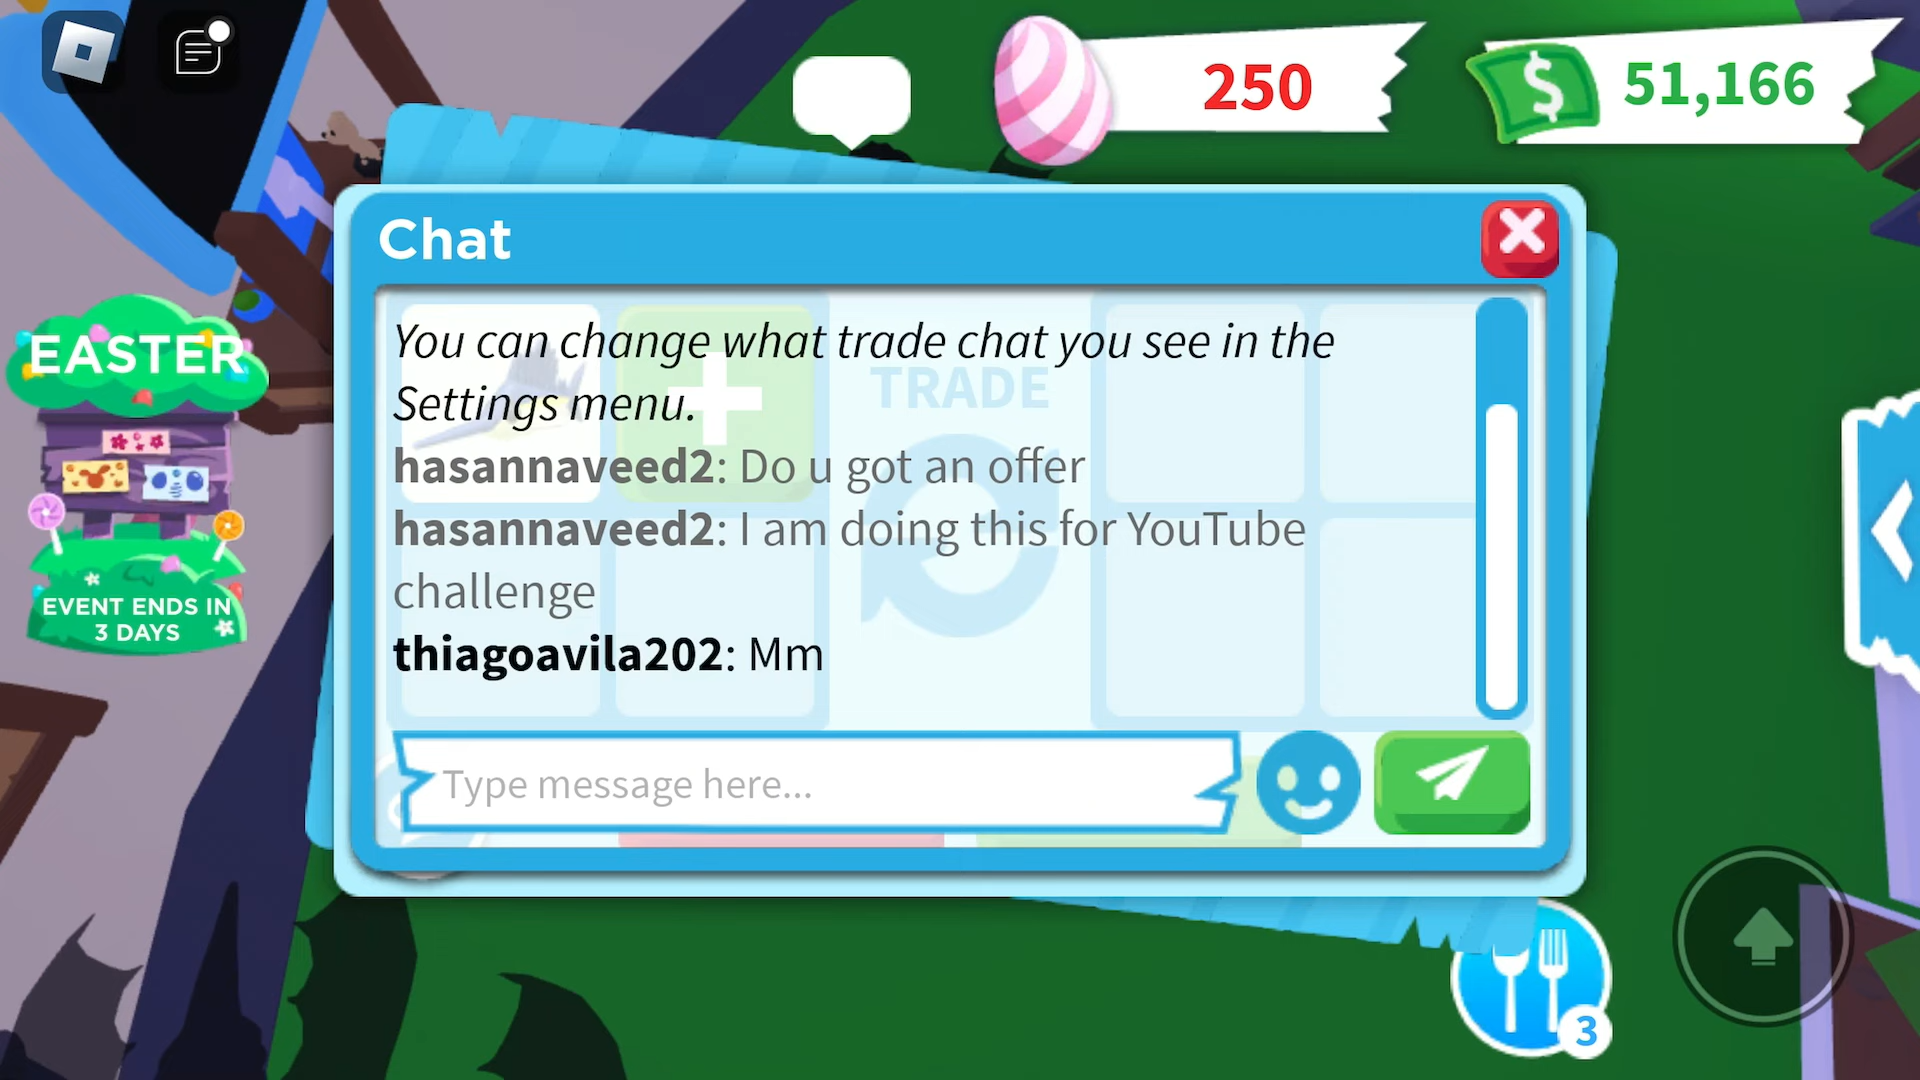 250
51,166
Chat
You can change what trade chat you see in the
Settings menu.
TRADE
hasannaveed2: Do u got an offer
hasannaveed2: I am doing this for YouTube
challenge
thiagoavila202: Mm
Type message here...
EASTER
EVENT ENDS IN
3 DAYS
3